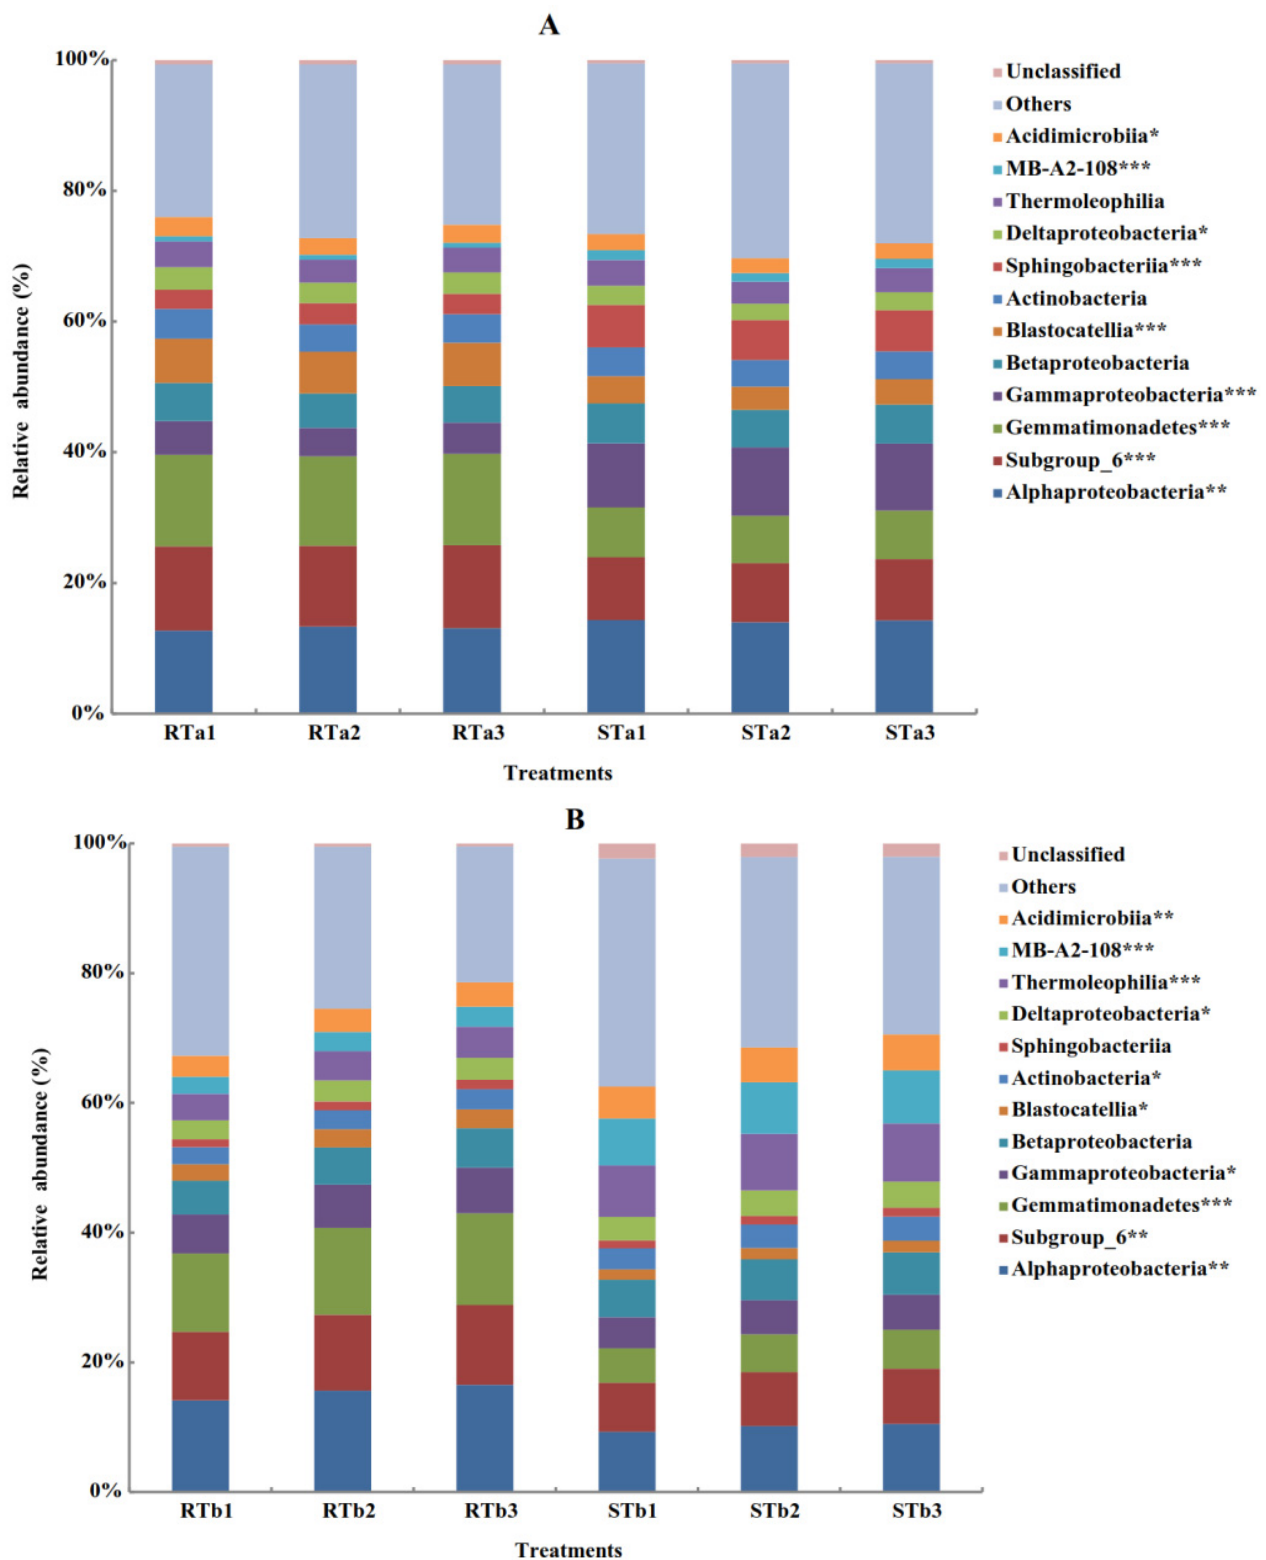 A
100%
80%
60%
40%
20%
0%
Relative abundance (%)
RTa1 RTa2 RTa3 STa1 STa2 STa3
Treatments
Unclassified
Others
Acidimicrobiia*
MB-A2-108***
Thermoleophilia
Deltaproteobacteria*
Sphingobacteriia***
Actinobacteria
Blastocatellia***
Betaproteobacteria
Gammaproteobacteria***
Gemmatimonadetes***
Subgroup_6***
Alphaproteobacteria**
B
100%
80%
60%
40%
20%
0%
Relative abundance (%)
RTb1 RTb2 RTb3 STb1 STb2 STb3
Treatments
Unclassified
Others
Acidimicrobiia**
MB-A2-108***
Thermoleophilia***
Deltaproteobacteria*
Sphingobacteriia
Actinobacteria*
Blastocatellia*
Betaproteobacteria
Gammaproteobacteria*
Gemmatimonadetes***
Subgroup_6**
Alphaproteobacteria**